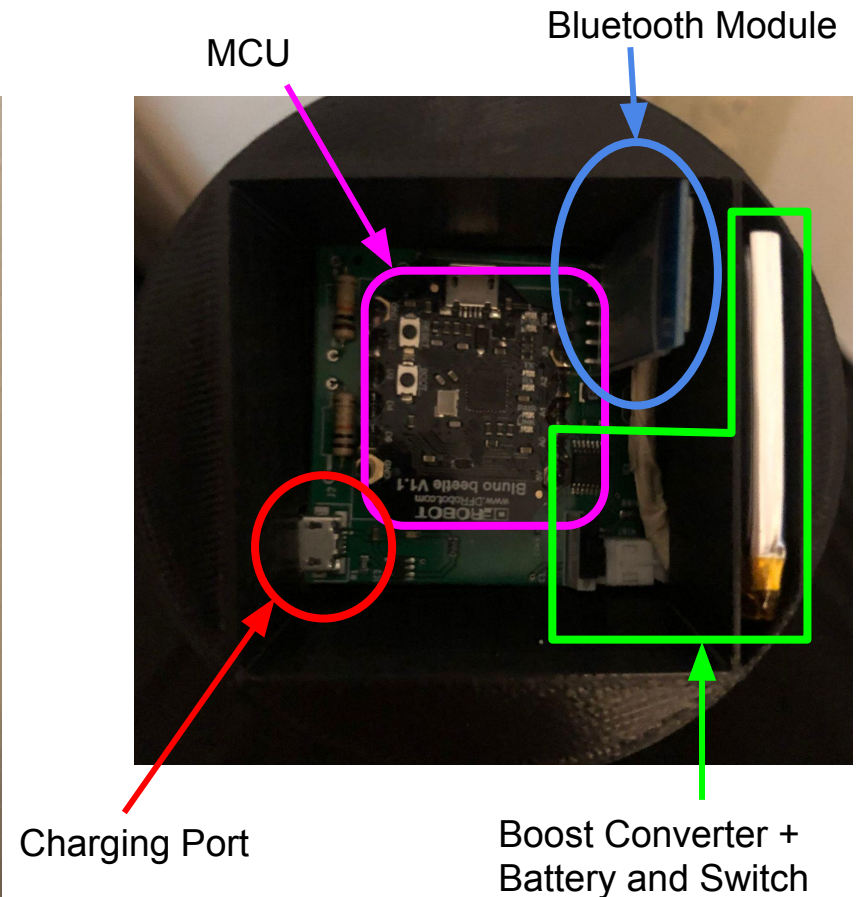 Bluetooth Module
MCU
Bluno beetle V1.1
www.DFRobot.com
DFROBOT
Charging Port
Boost Converter +
Battery and Switch